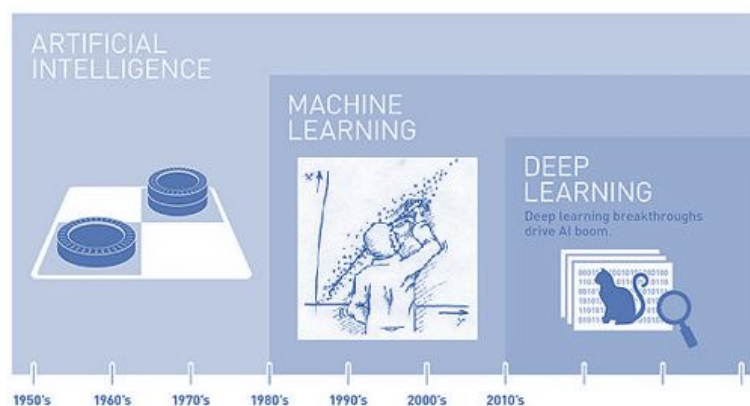 ARTIFICIAL
INTELLIGENCE
MACHINE
LEARNING
DEEP
LEARNING
Deep learning breakthroughs
drive AI boom.
1950's 1960's 1970's 1980's 1990's 2000's 2010's